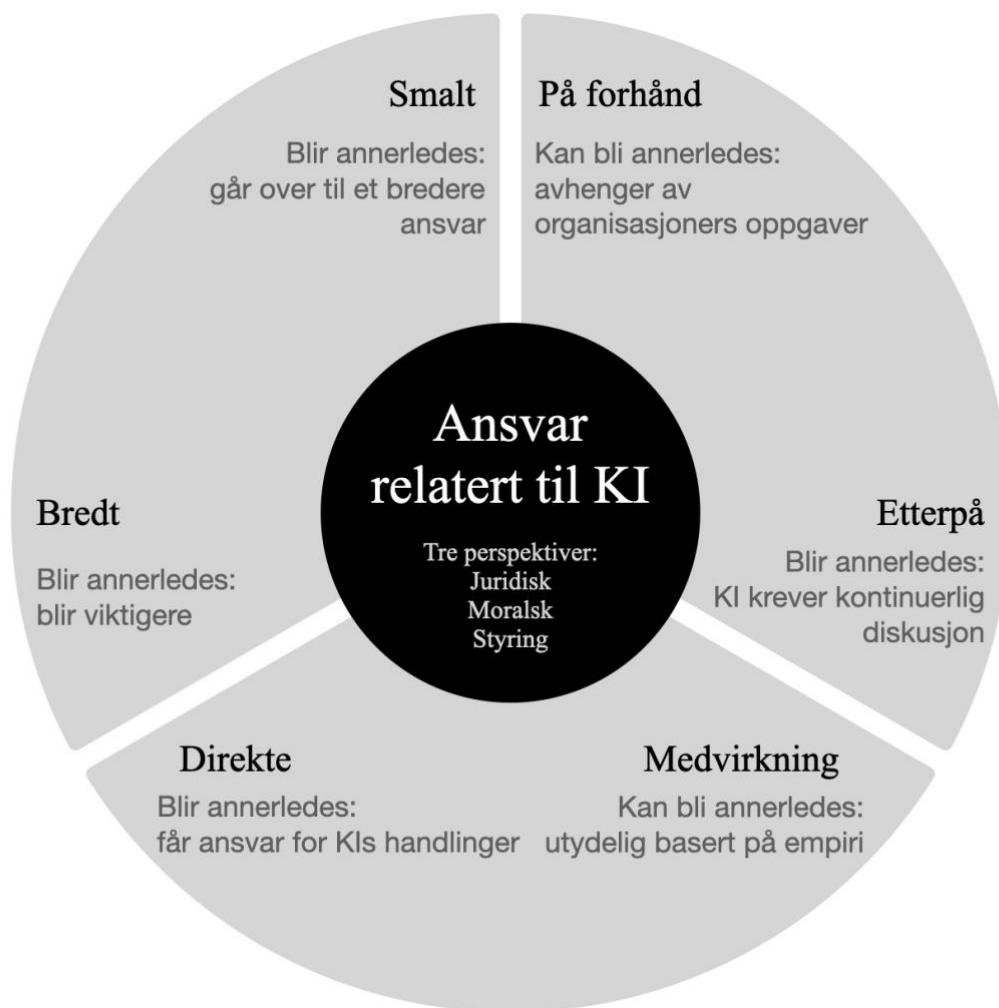 Smalt
Blir annerledes:
går over til et bredere
ansvar
På forhånd
Kan bli annerledes:
avhenger av
organisasjoners oppgaver
Ansvar
relatert til KI
Tre perspektiver:
Juridisk
Moralsk
Styring
Bredt
Blir annerledes:
blir viktigere
Etterpå
Blir annerledes:
KI krever kontinuerlig
diskusjon
Direkte
Blir annerledes:
får ansvar for KIs handlinger
Medvirkning
Kan bli annerledes:
utydelig basert på empiri